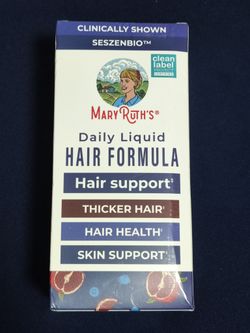 CLINICALLY SHOWN
SESZENBIO™
clean
label
MARYRUTH'S®
Daily Liquid
HAIR FORMULA
Hair support‡
THICKER HAIR‡
HAIR HEALTH‡
SKIN SUPPORT‡